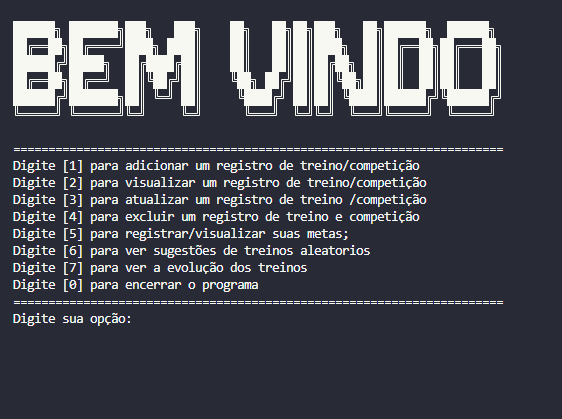 BEM VINDO
======================================================================
Digite [1] para adicionar um registro de treino/competição
Digite [2] para visualizar um registro de treino/competição
Digite [3] para atualizar um registro de treino /competição
Digite [4] para excluir um registro de treino e competição
Digite [5] para registrar/visualizar suas metas;
Digite [6] para ver sugestões de treinos aleatorios
Digite [7] para ver a evolução dos treinos
Digite [0] para encerrar o programa
======================================================================
Digite sua opção: